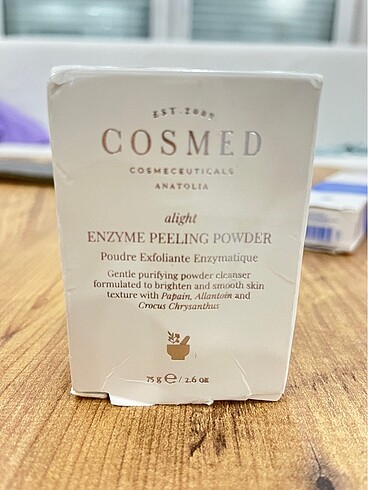 EST. 2007
COSMED
COSMECEUTICALS
ANATOLIA
alight
ENZYME PEELING POWDER
Poudre Exfoliante Enzymatique
Gentle purifying powder cleanser
formulated to brighten and smooth skin
texture with Papain, Allantoin and
Crocus Chrysanthus
75 g ℮ / 2.6 oz